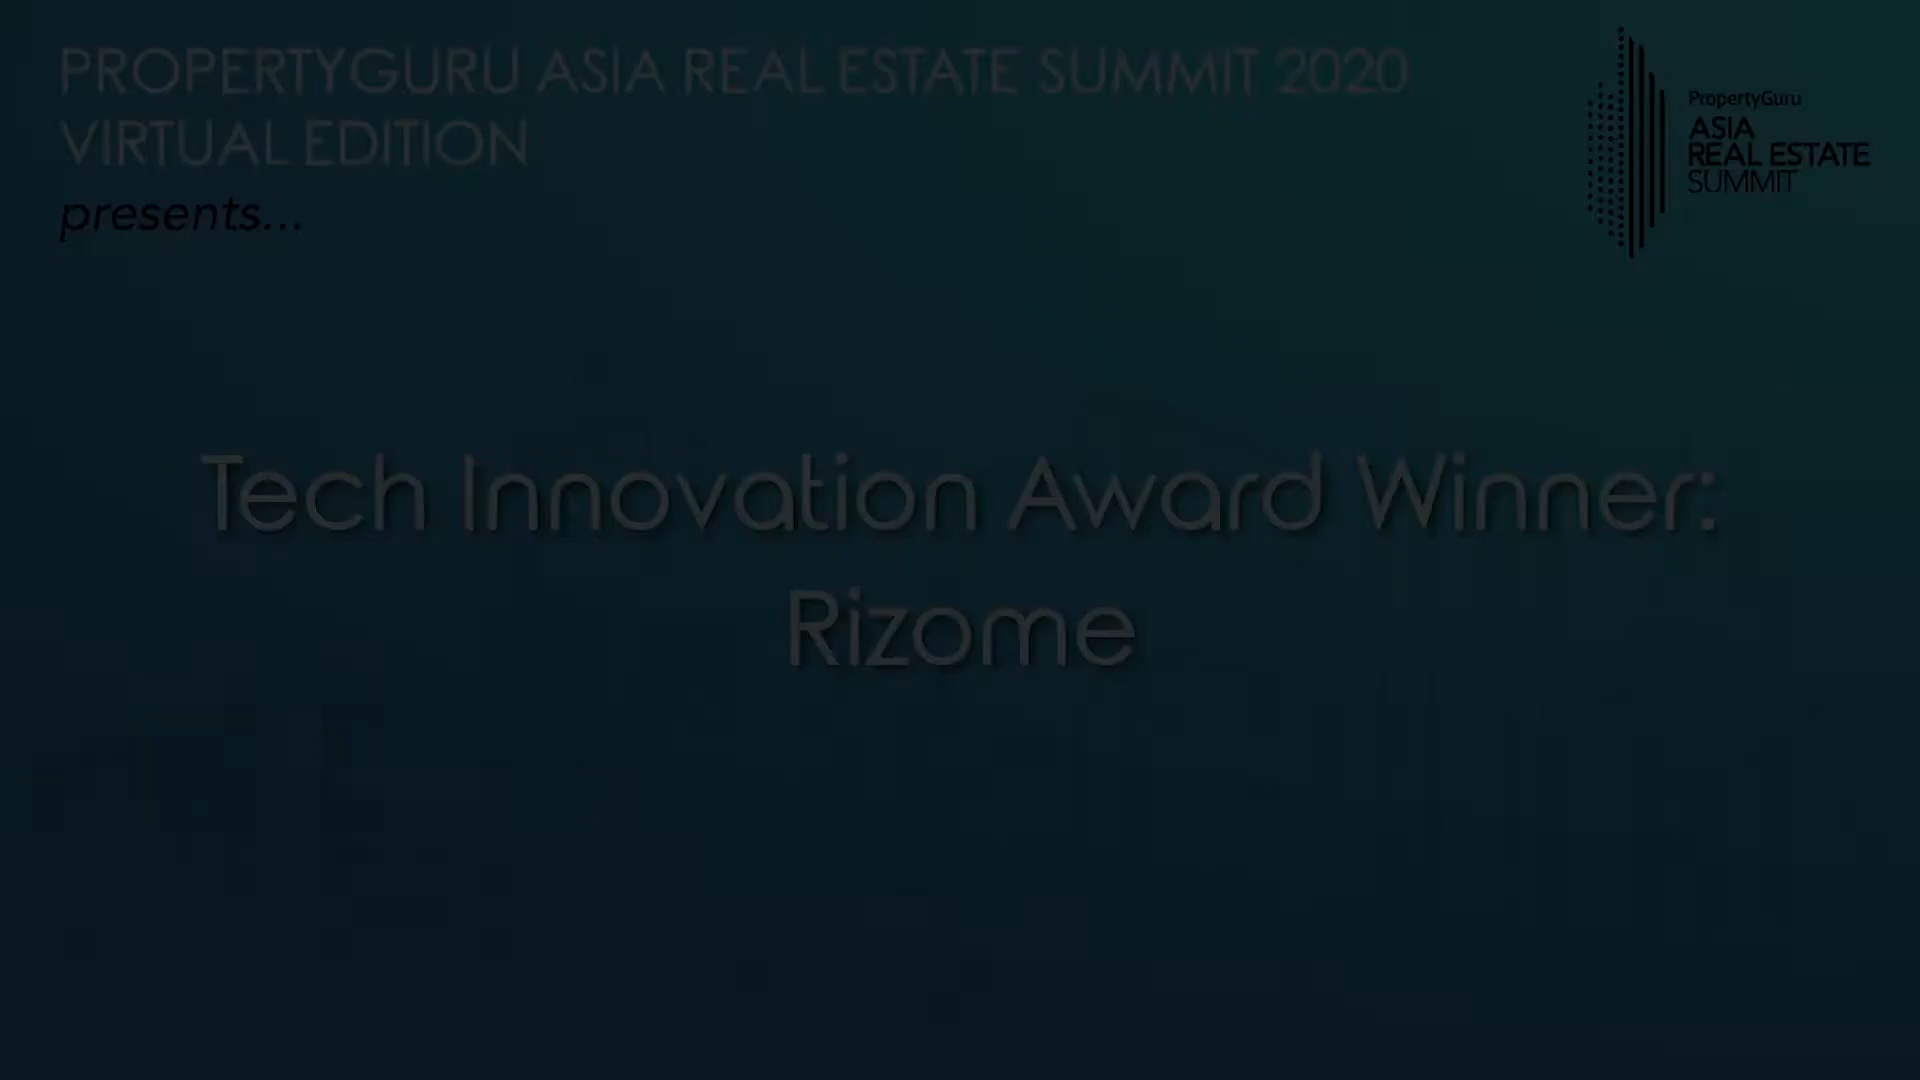 PROPERTYGURU ASIA REAL ESTATE SUMMIT 2020
VIRTUAL EDITION
presents...
PropertyGuru
ASIA
REAL ESTATE
SUMMIT
Tech Innovation Award Winner:
Rizome